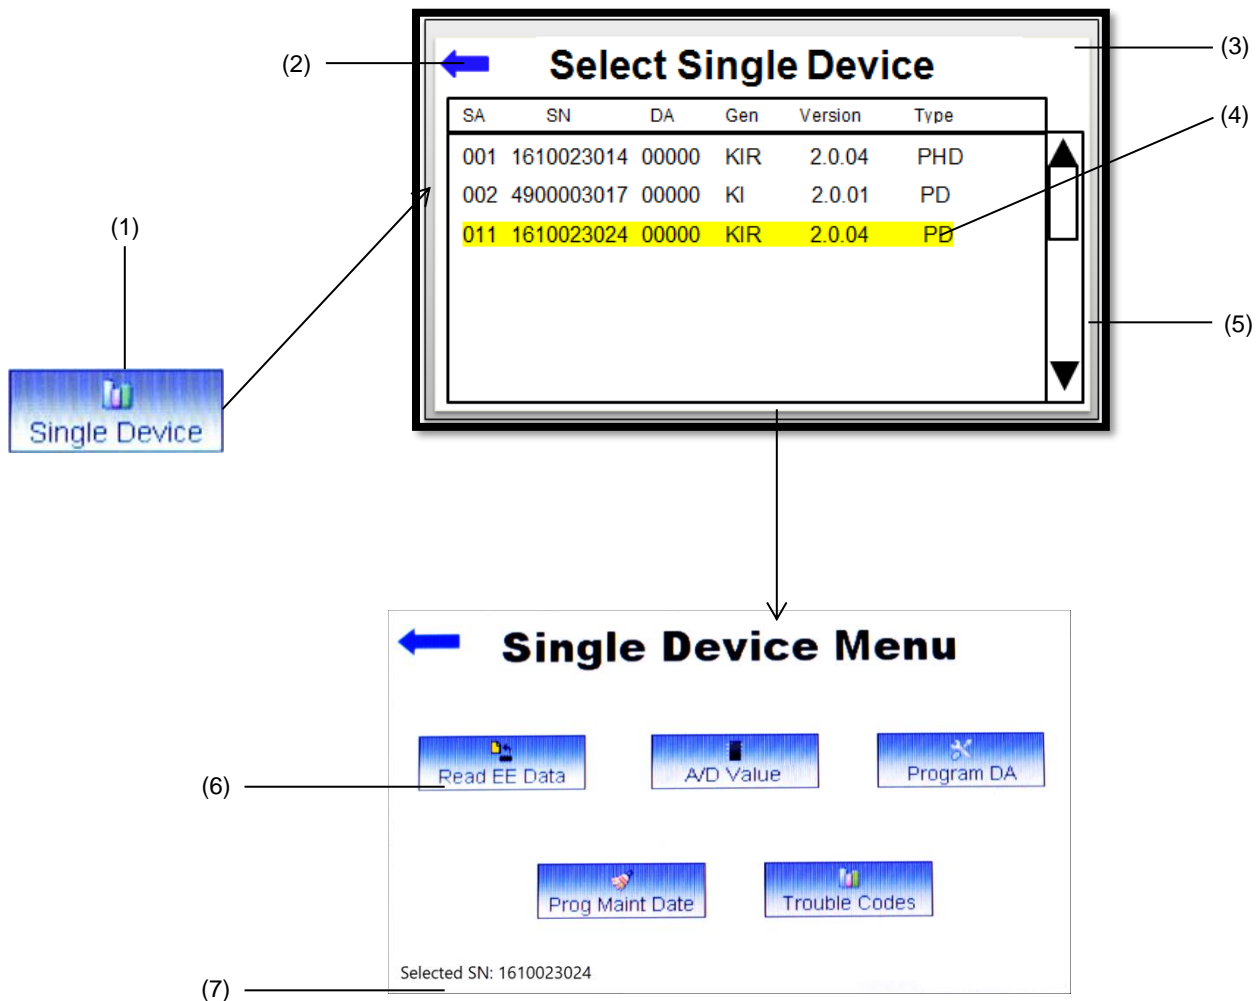 (3)
(2)
Select Single Device
(4)
SA SN DA Gen Version Type
001 1610023014 00000 KIR 2.0.04 PHD
002 4900003017 00000 KI 2.0.01 PD
011 1610023024 00000 KIR 2.0.04 PD
(1)
(5)
Single Device
Single Device Menu
Read EE Data A/D Value Program DA
(6)
Prog Maint Date Trouble Codes
Selected SN: 1610023024
(7)